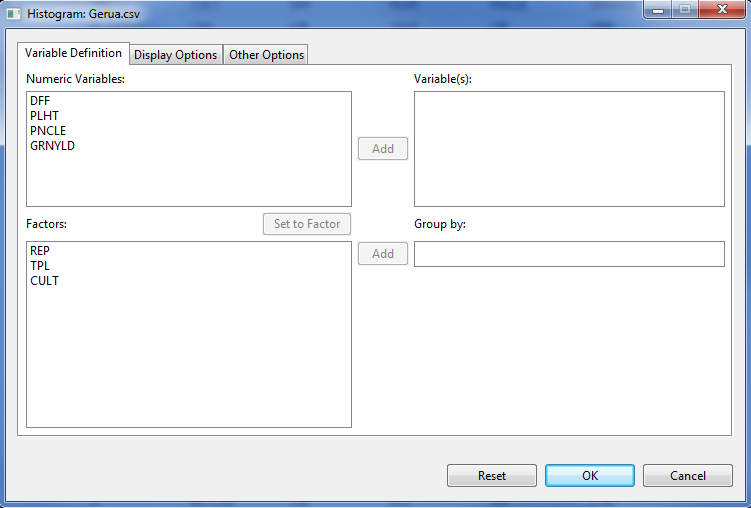 Histogram: Gerua.csv
Variable Definition
Display Options
Other Options
Numeric Variables:
Variable(s):
DFF
PLHT
PNCLE
GRNYLD
Add
Factors:
Set to Factor
Group by:
REP
TPL
CULT
Add
Reset
OK
Cancel